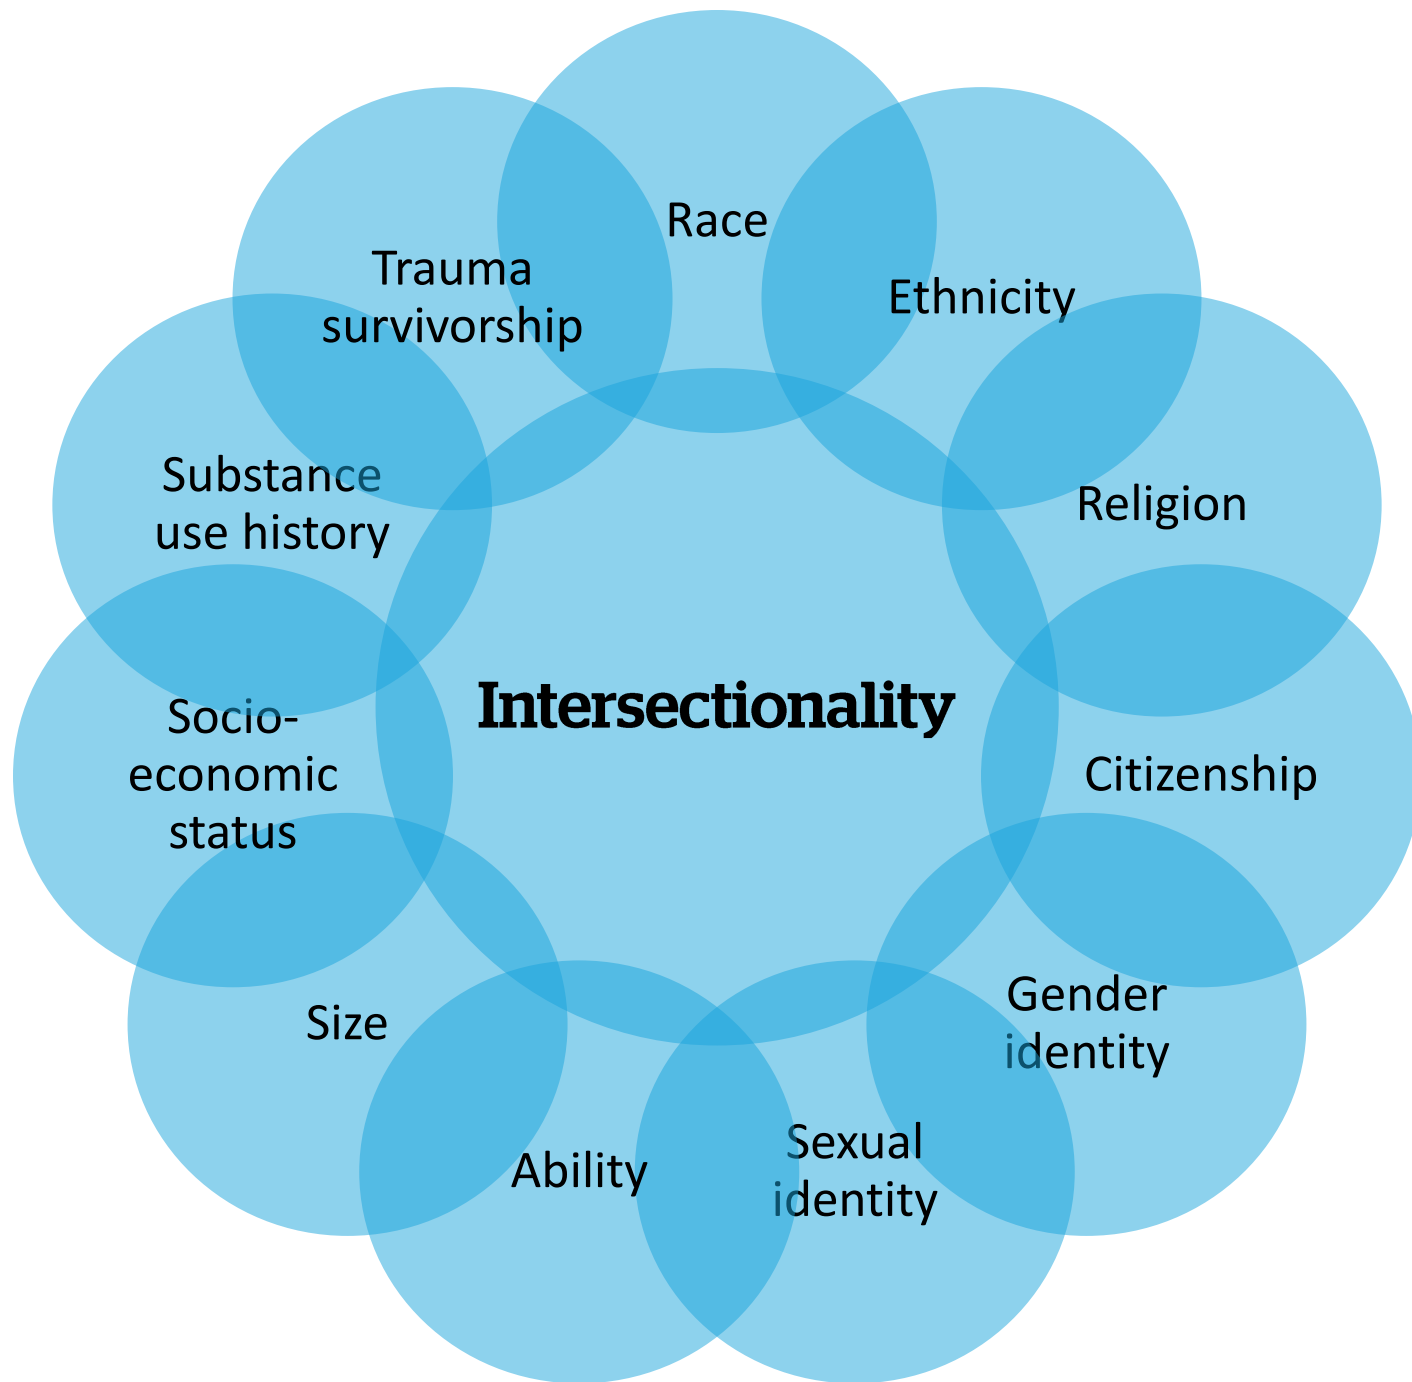 Race
Ethnicity
Religion
Citizenship
Gender
identity
Sexual
identity
Ability
Size
Socio-
economic
status
Substance
use history
Trauma
survivorship
Intersectionality